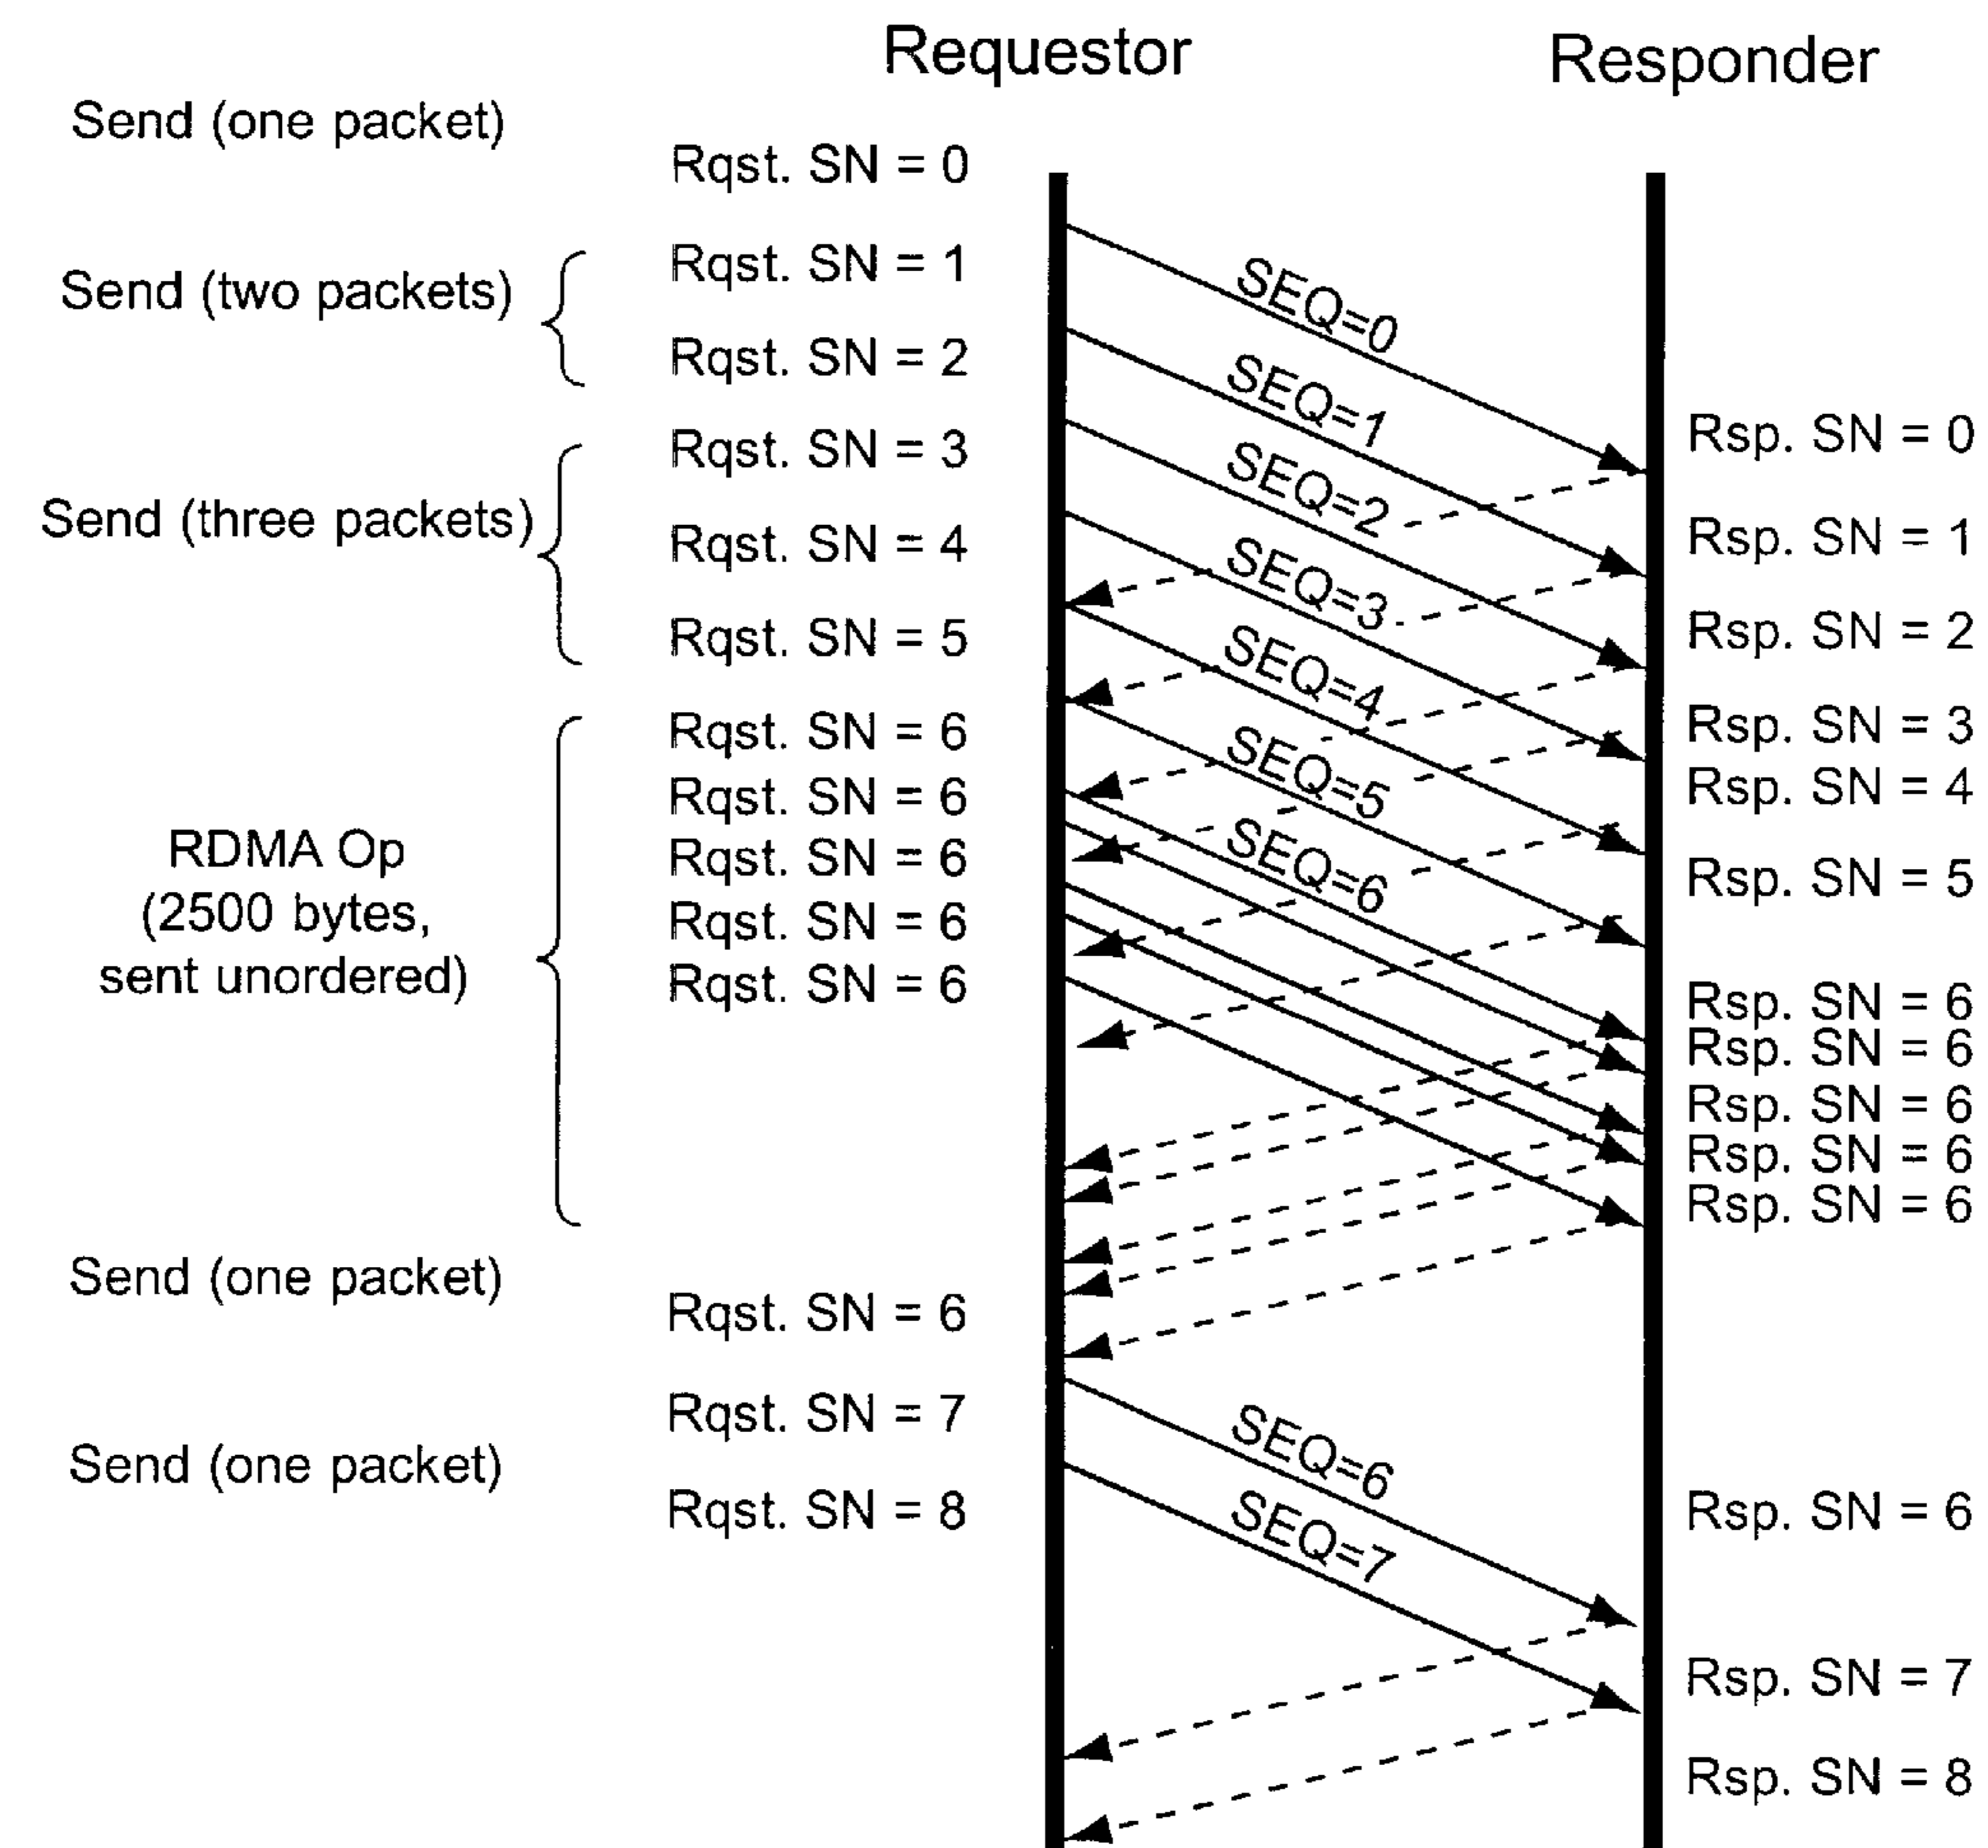 Requestor
Responder
Send (one packet)
Rqst. SN = 0
Send (two packets)
Rqst. SN = 1
Rqst. SN = 2
Send (three packets)
Rqst. SN = 3
Rqst. SN = 4
Rqst. SN = 5
RDMA Op
(2500 bytes,
sent unordered)
Rqst. SN = 6
Rqst. SN = 6
Rqst. SN = 6
Rqst. SN = 6
Rqst. SN = 6
Send (one packet)
Rqst. SN = 6
Rqst. SN = 7
Send (one packet)
Rqst. SN = 8
SEQ=0
SEQ=1
SEQ=2
SEQ=3
SEQ=4
SEQ=5
SEQ=6
SEQ=6
SEQ=7
Rsp. SN = 0
Rsp. SN = 1
Rsp. SN = 2
Rsp. SN = 3
Rsp. SN = 4
Rsp. SN = 5
Rsp. SN = 6
Rsp. SN = 6
Rsp. SN = 6
Rsp. SN = 6
Rsp. SN = 6
Rsp. SN = 6
Rsp. SN = 7
Rsp. SN = 8